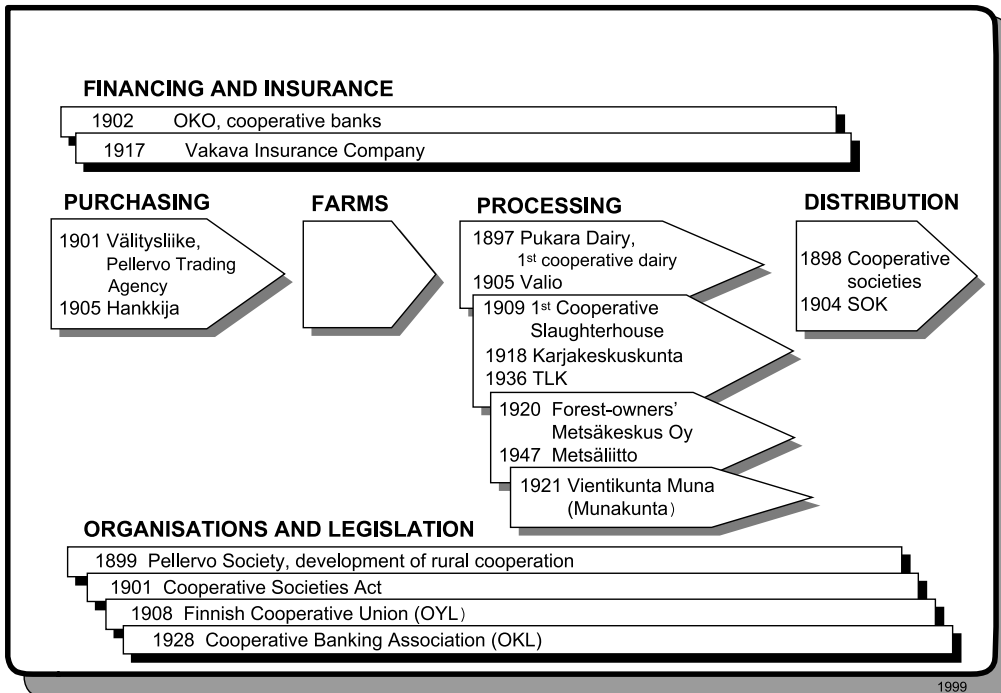 FINANCING AND INSURANCE
1902 OKO, cooperative banks
1917 Vakava Insurance Company
PURCHASING
1901 Välitysliike,
Pellervo Trading
Agency
1905 Hankkija
FARMS
PROCESSING
1897 Pukara Dairy,
1st cooperative dairy
1905 Valio
1909 1st Cooperative
Slaughterhouse
1918 Karjakeskuskunta
1936 TLK
1920 Forest-owners’
Metsäkeskus Oy
1947 Metsäliitto
1921 Vientikunta Muna
(Munakunta)
DISTRIBUTION
1898 Cooperative
societies
1904 SOK
ORGANISATIONS AND LEGISLATION
1899 Pellervo Society, development of rural cooperation
1901 Cooperative Societies Act
1908 Finnish Cooperative Union (OYL)
1928 Cooperative Banking Association (OKL)
1999